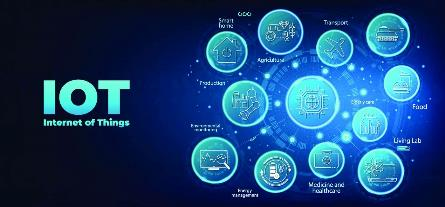 IOT
Internet of Things
Smart
home
Transport
Agriculture
Production
Food
Environmental
monitoring
Living Lab
Energy
management
Medicine and
healthcare